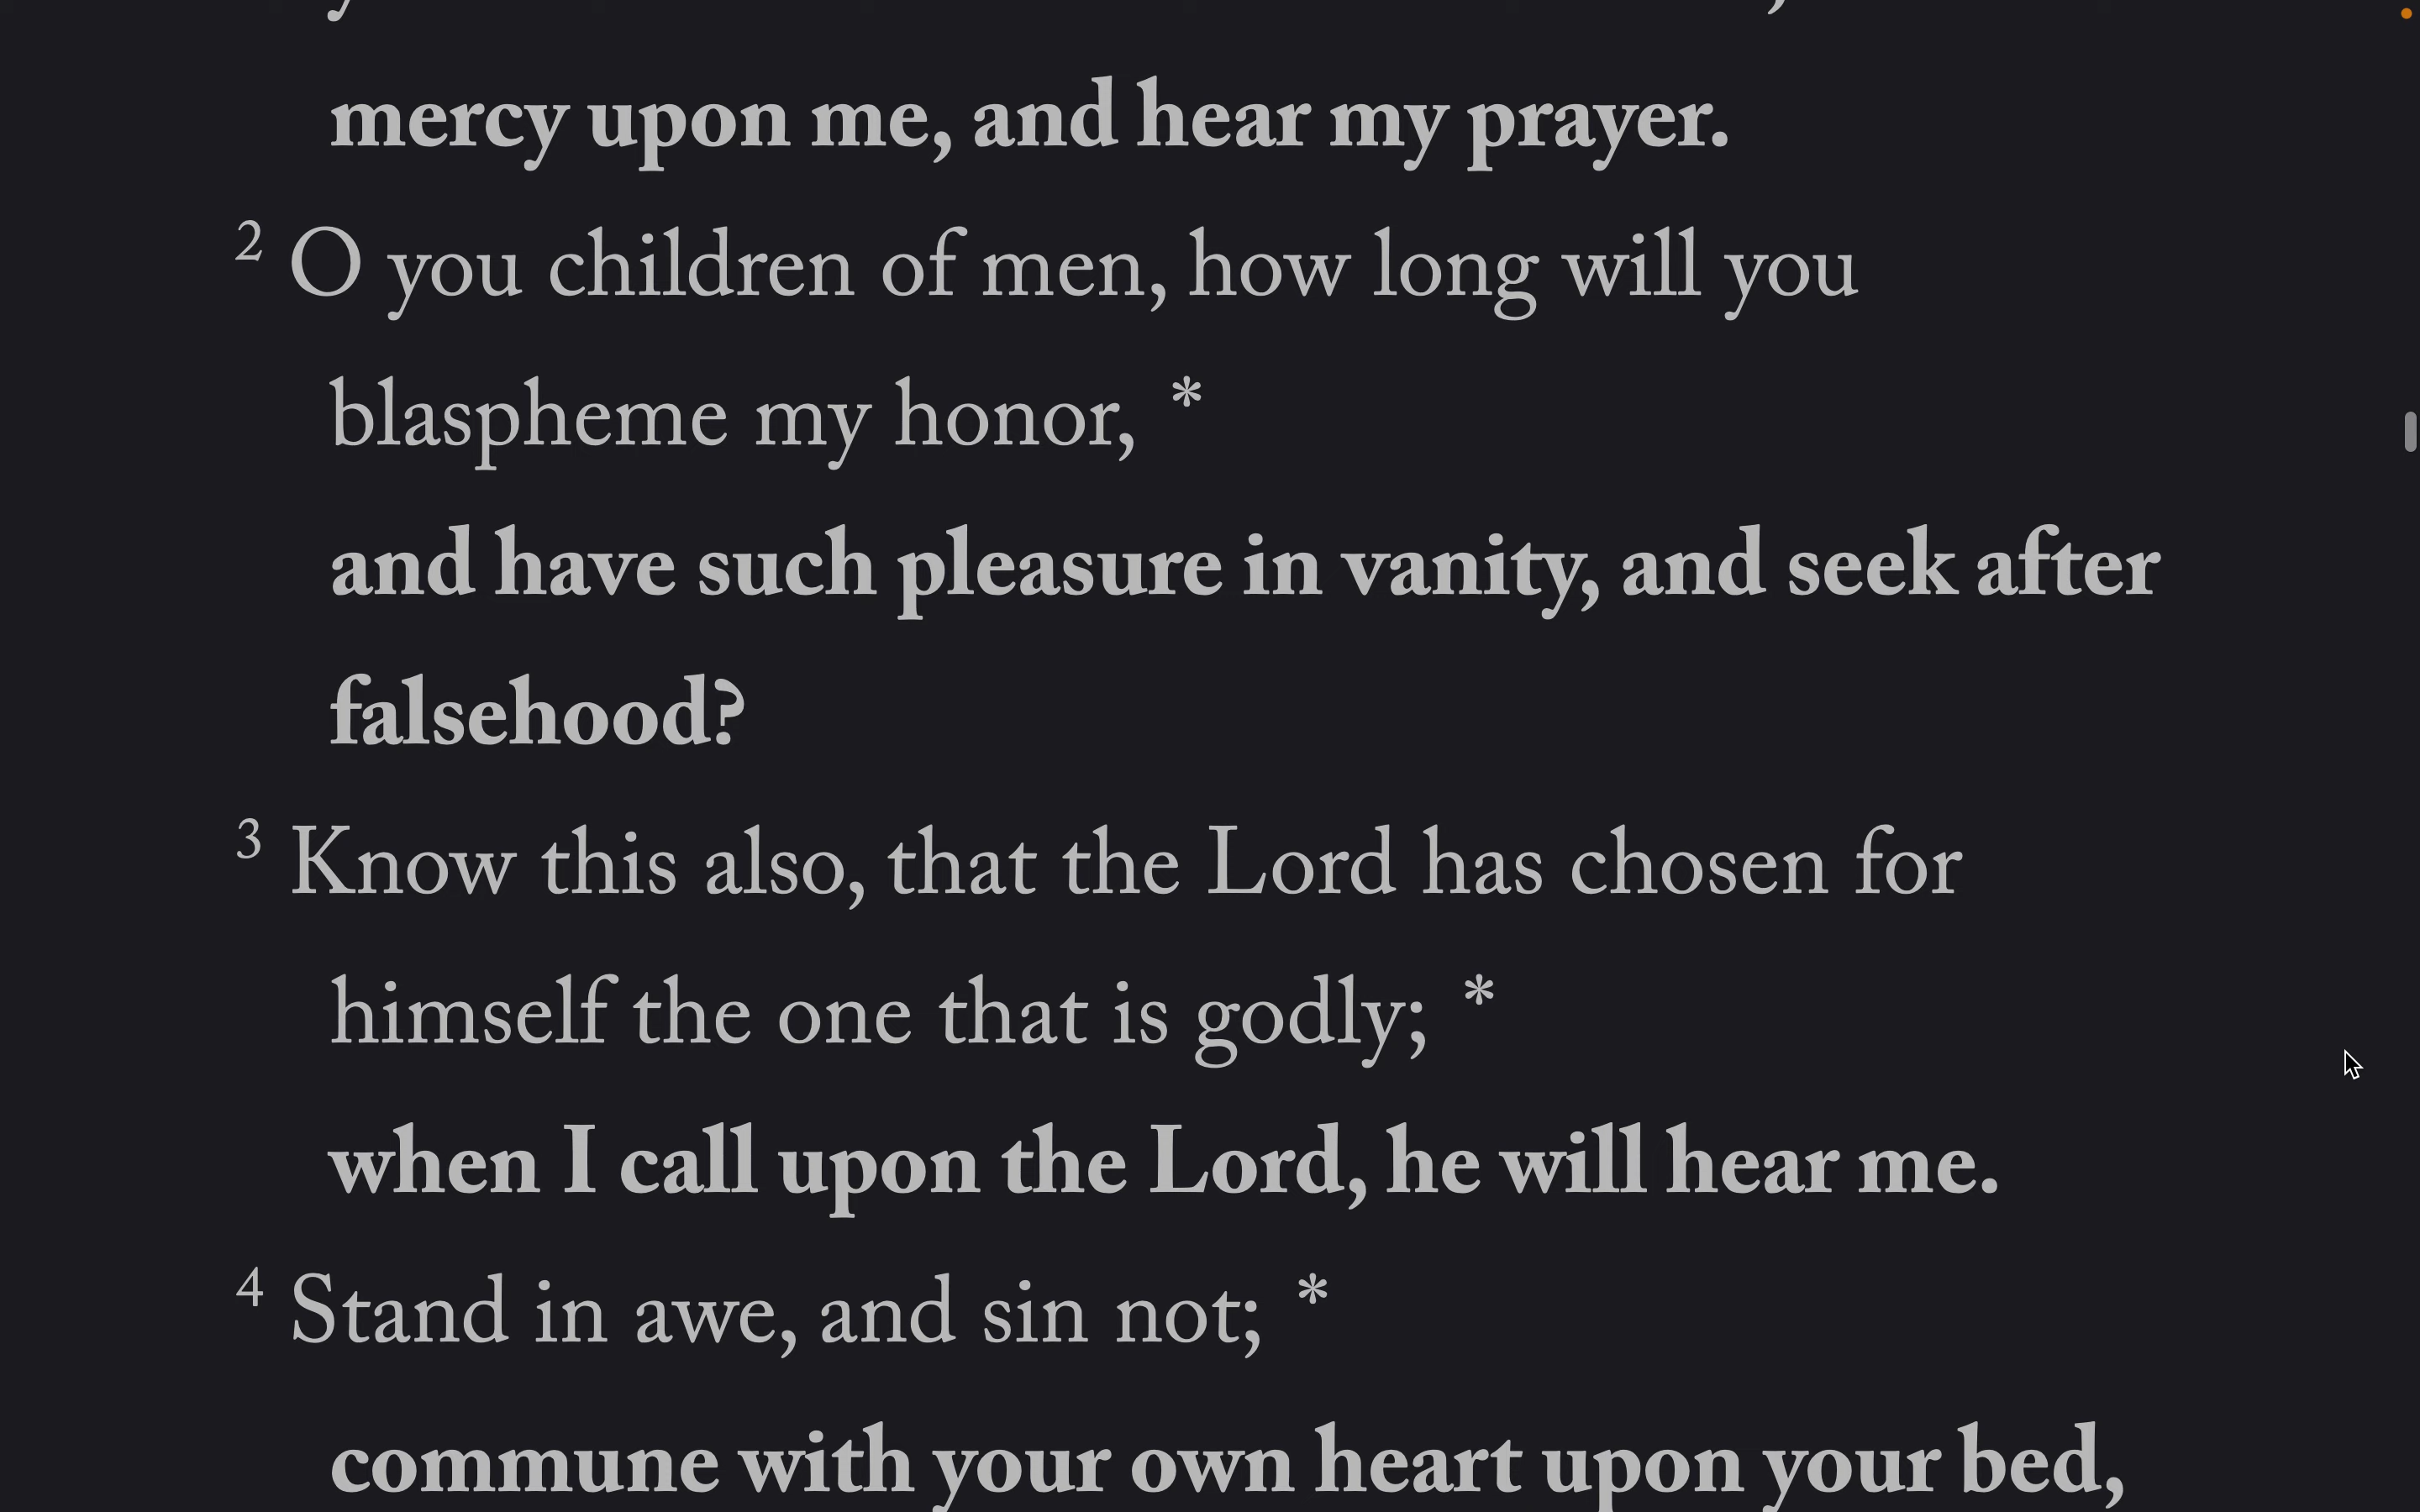 mercy upon me, and hear my prayer.
2 O you children of men, how long will you
blaspheme my honor, *
and have such pleasure in vanity, and seek after
falsehood?
3 Know this also, that the Lord has chosen for
himself the one that is godly; *
when I call upon the Lord, he will hear me.
4 Stand in awe, and sin not; *
commune with your own heart upon your bed,